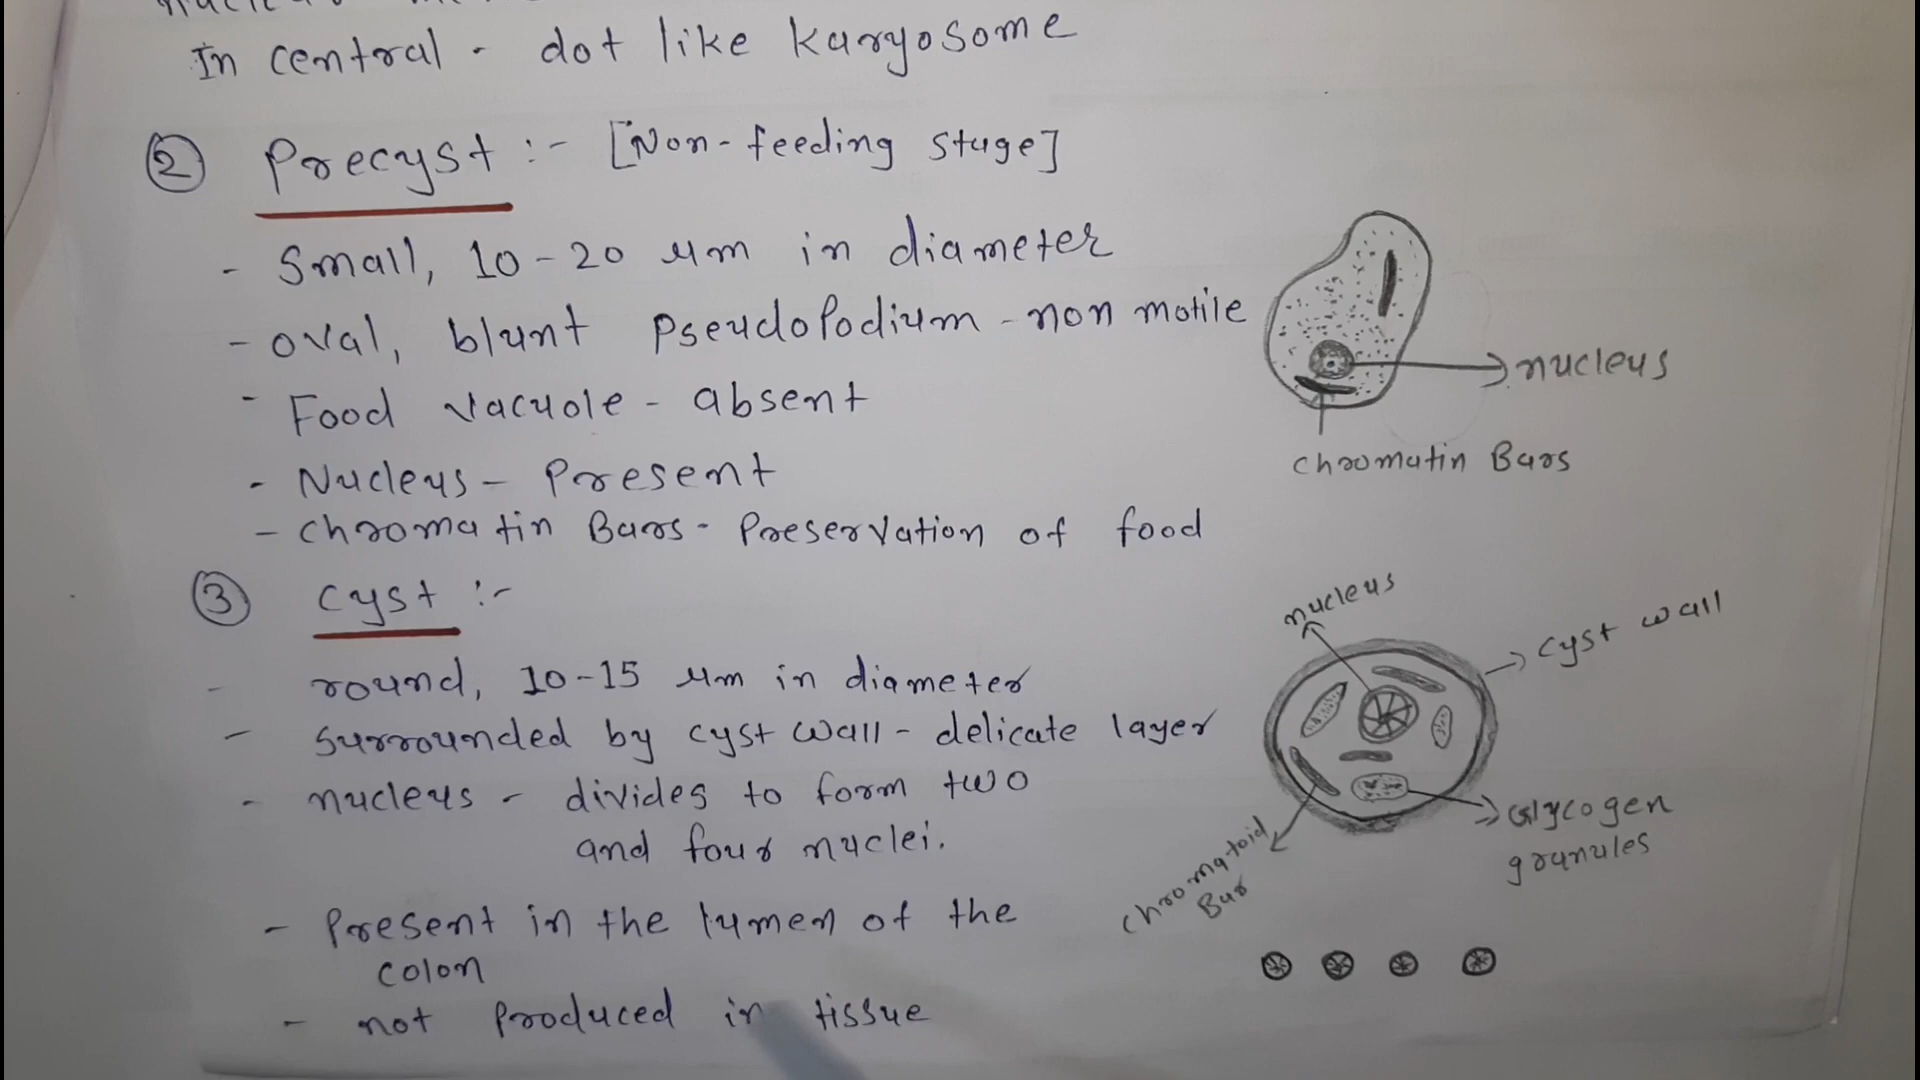 In central - dot like karyosome
② Precyst :- [Non-feeding stage]
- Small, 10-20 μm in diameter
- oval, blunt Pseudopodium - non motile
- Food vacuole - absent
- Nucleus - Present
- chromatin Bars - Preservation of food
nucleus
chromatin Bars
③ cyst :-
- round, 10-15 μm in diameter
- surrounded by cyst wall - delicate layer
- nucleus - divides to form two
and four nuclei.
- Present in the lumen of the
colon
- not Produced in tissue
nucleus
cyst wall
Glycogen
granules
chromatoid
Bar